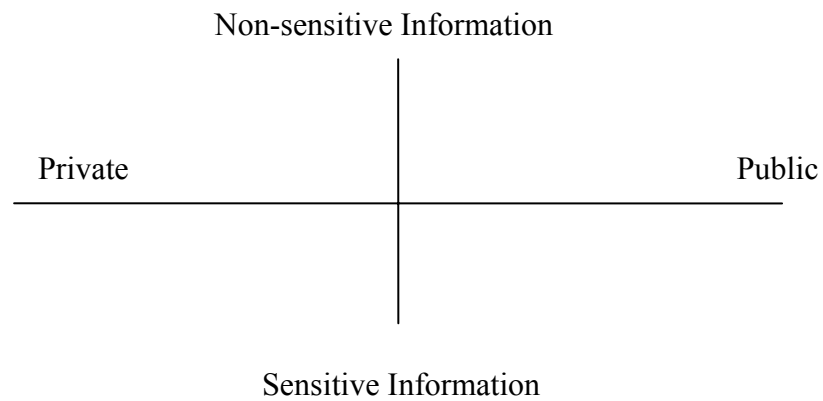 Non-sensitive Information
Private Public
Sensitive Information